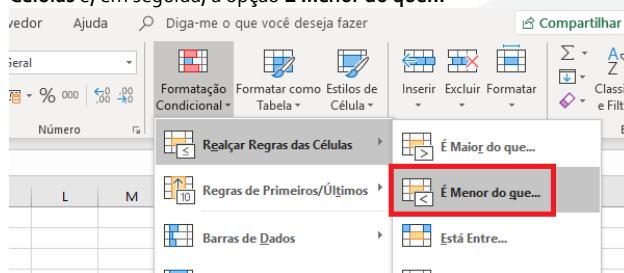 Células e, em seguida, a opção É Menor do que...
vedor Ajuda Diga-me o que você deseja fazer Compartilhar
Geral
% 000 ,00
Formatação Condicional Formatar como Tabela Estilos de Célula Inserir Excluir Formatar Classi e Filt
Número
Realçar Regras das Células É Maior do que...
L M Regras de Primeiros/Últimos 10 É Menor do que...
Barras de Dados Está Entre...